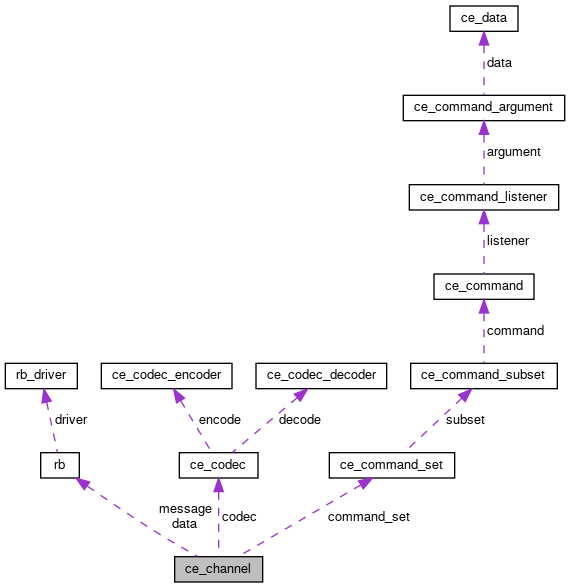 ce_data
data
ce_command_argument
argument
ce_command_listener
listener
ce_command
command
rb_driver
ce_codec_encoder
ce_codec_decoder
ce_command_subset
driver
encode
decode
subset
rb
ce_codec
ce_command_set
message
data
codec
command_set
ce_channel